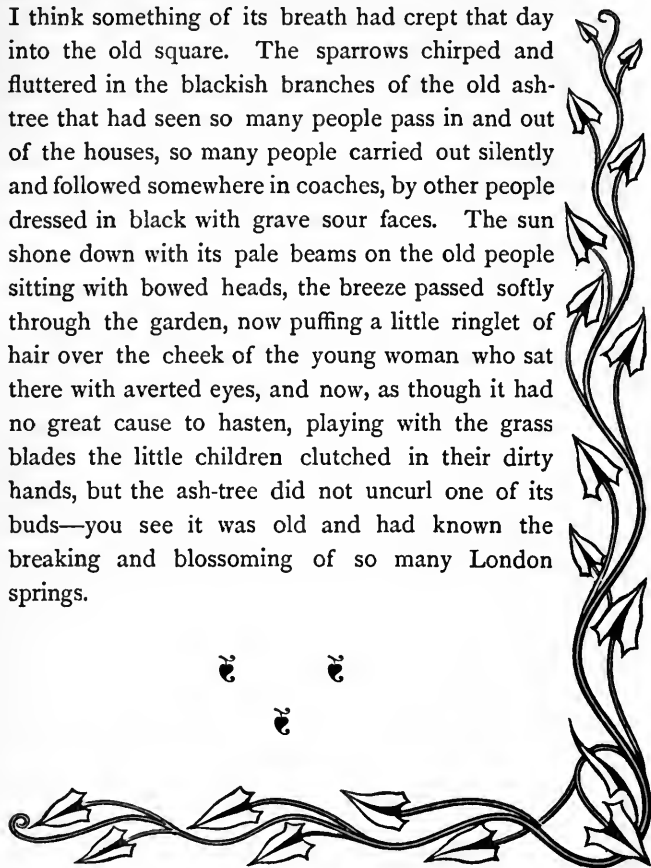 I think something of its breath had crept that day
into the old square. The sparrows chirped and
fluttered in the blackish branches of the old ash-
tree that had seen so many people pass in and out
of the houses, so many people carried out silently
and followed somewhere in coaches, by other people
dressed in black with grave sour faces. The sun
shone down with its pale beams on the old people
sitting with bowed heads, the breeze passed softly
through the garden, now puffing a little ringlet of
hair over the cheek of the young woman who sat
there with averted eyes, and now, as though it had
no great cause to hasten, playing with the grass
blades the little children clutched in their dirty
hands, but the ash-tree did not uncurl one of its
buds—you see it was old and had known the
breaking and blossoming of so many London
springs.